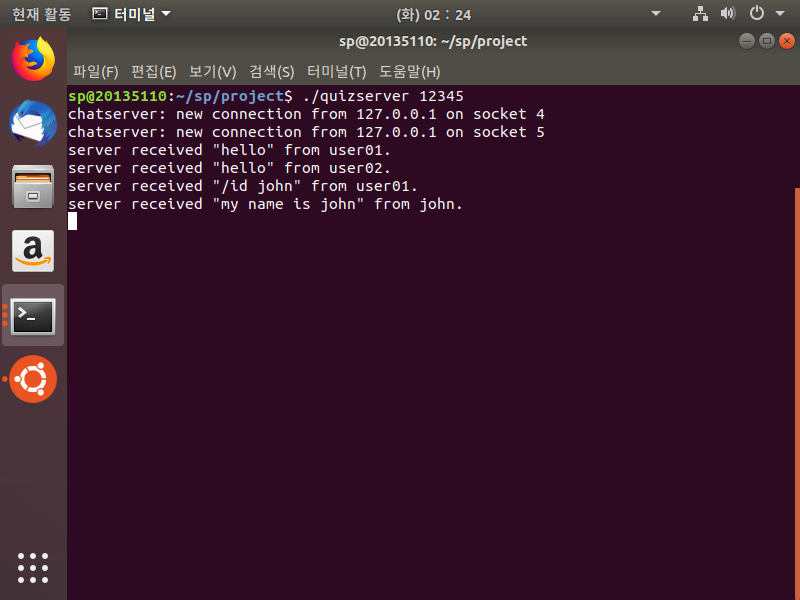 현재 활동 터미널 (화) 02 : 24
sp@20135110: ~/sp/project
파일(F) 편집(E) 보기(V) 검색(S) 터미널(T) 도움말(H)
sp@20135110:~/sp/project$ ./quizserver 12345
chatserver: new connection from 127.0.0.1 on socket 4
chatserver: new connection from 127.0.0.1 on socket 5
server received "hello" from user01.
server received "hello" from user02.
server received "/id john" from user01.
server received "my name is john" from john.
a
>_